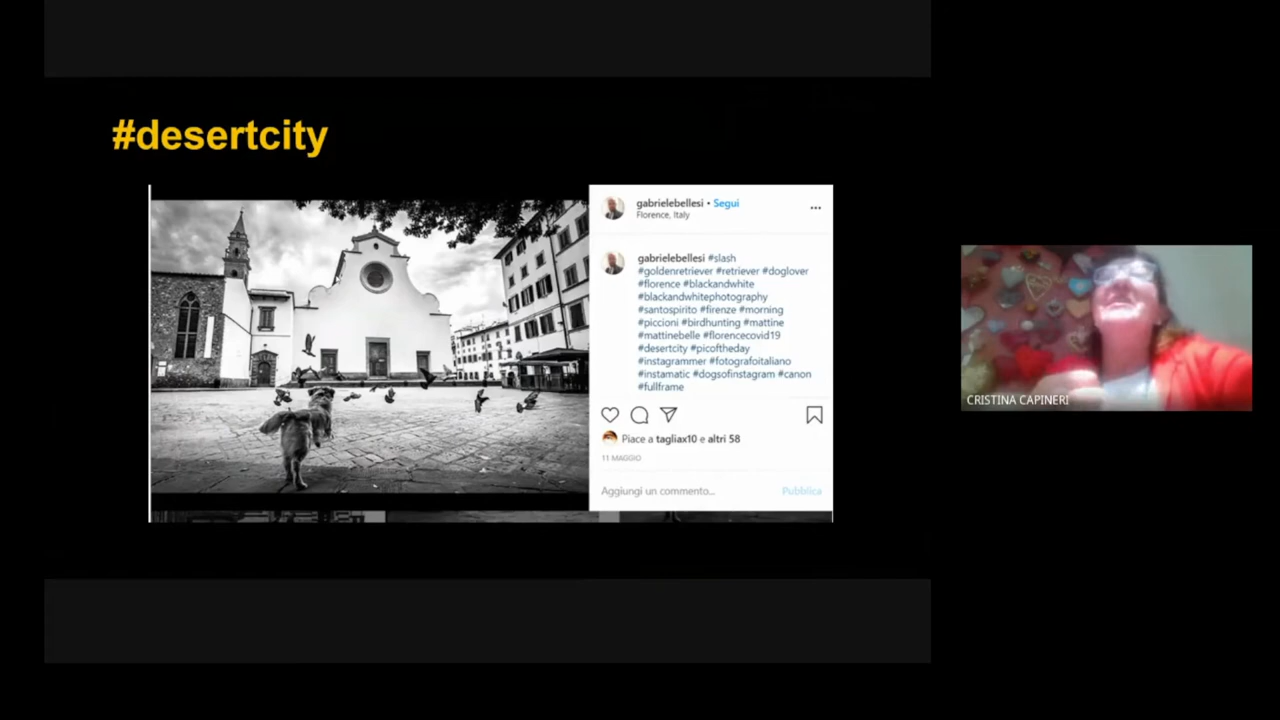 #desertcity
gabrielebellesi • Segui
Florence, Italy
gabrielebellesi #slash
#goldenretriever #retriever #doglover
#florence #blackandwhite
#blackandwhitephotography
#santospirito #firenze #morning
#piccioni #birdhunting #mattine
#mattinebelle #florencecovid19
#desertcity #picoftheday
#instagrammer #fotografoitaliano
#instamatic #dogsofinstagram #canon
#fullframe
Piace a tagliax10 e altri 58
11 MAGGIO
Aggiungi un commento... Pubblica
CRISTINA CAPINERI